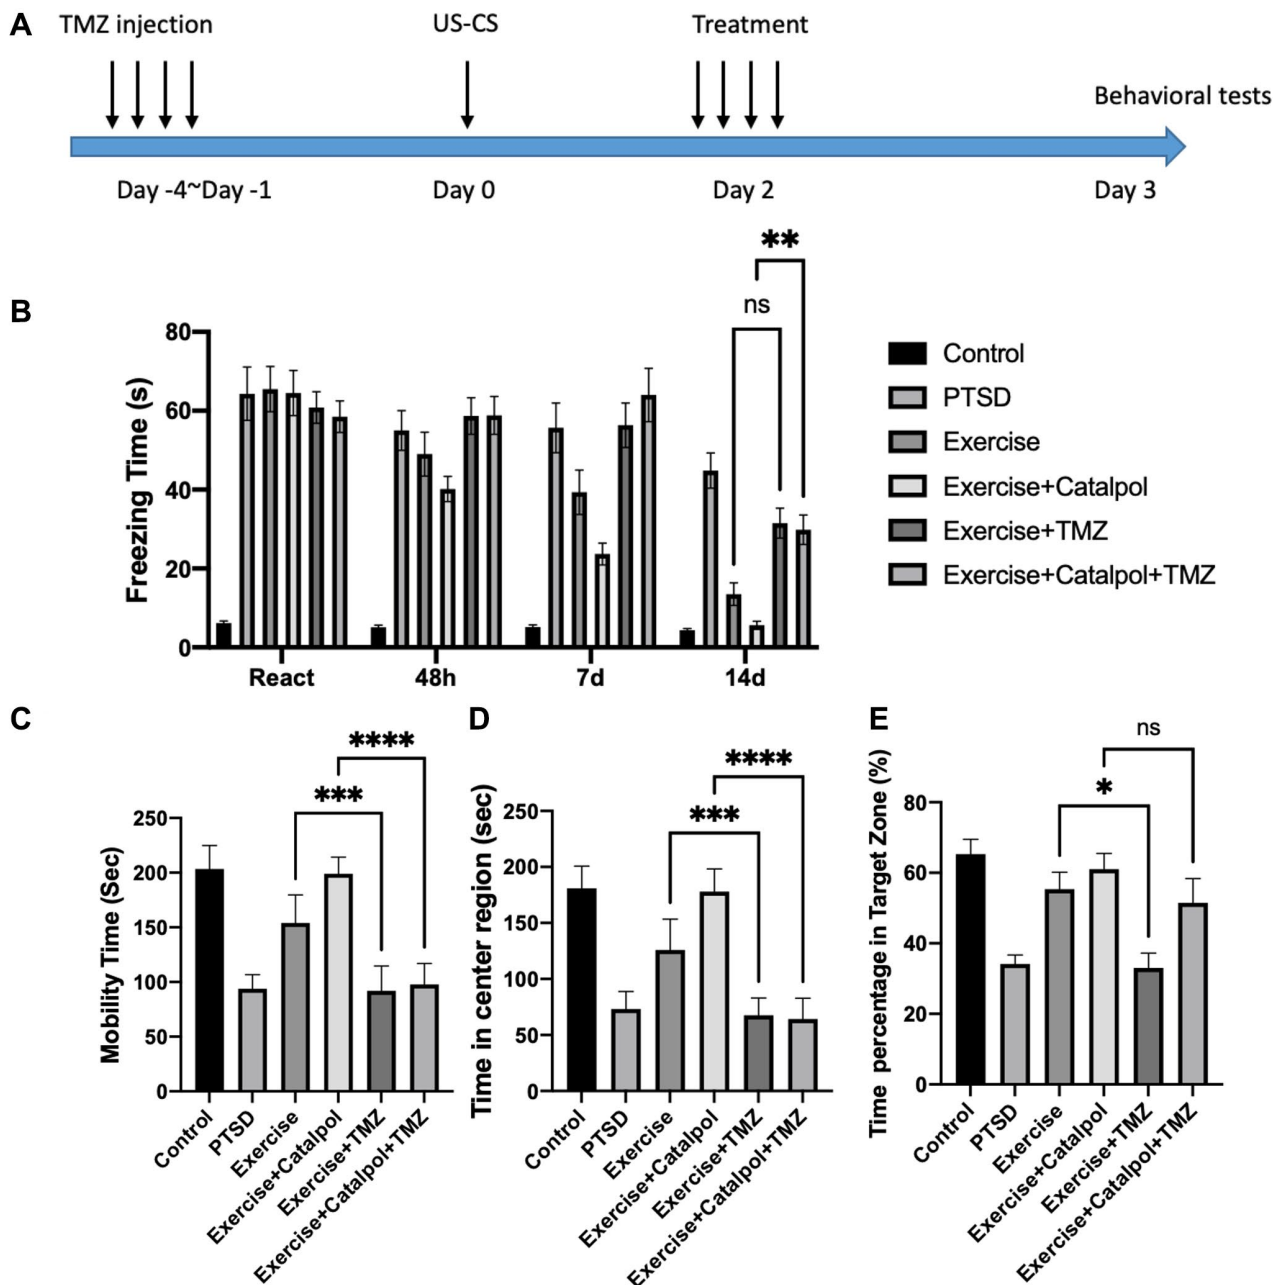 A
TMZ injection
US-CS
Treatment
Behavioral tests
Day -4~Day -1
Day 0
Day 2
Day 3
B
**
ns
80
60
40
20
0
Freezing Time (s)
React
48h
7d
14d
Control
PTSD
Exercise
Exercise+Catalpol
Exercise+TMZ
Exercise+Catalpol+TMZ
C
****
***
250
200
150
100
50
0
Mobility Time (Sec)
Control
PTSD
Exercise
Exercise+Catalpol
Exercise+TMZ
Exercise+Catalpol+TMZ
D
****
***
250
200
150
100
50
0
Time in center region (sec)
Control
PTSD
Exercise
Exercise+Catalpol
Exercise+TMZ
Exercise+Catalpol+TMZ
E
ns
*
80
60
40
20
0
Time percentage in Target Zone (%)
Control
PTSD
Exercise
Exercise+Catalpol
Exercise+TMZ
Exercise+Catalpol+TMZ